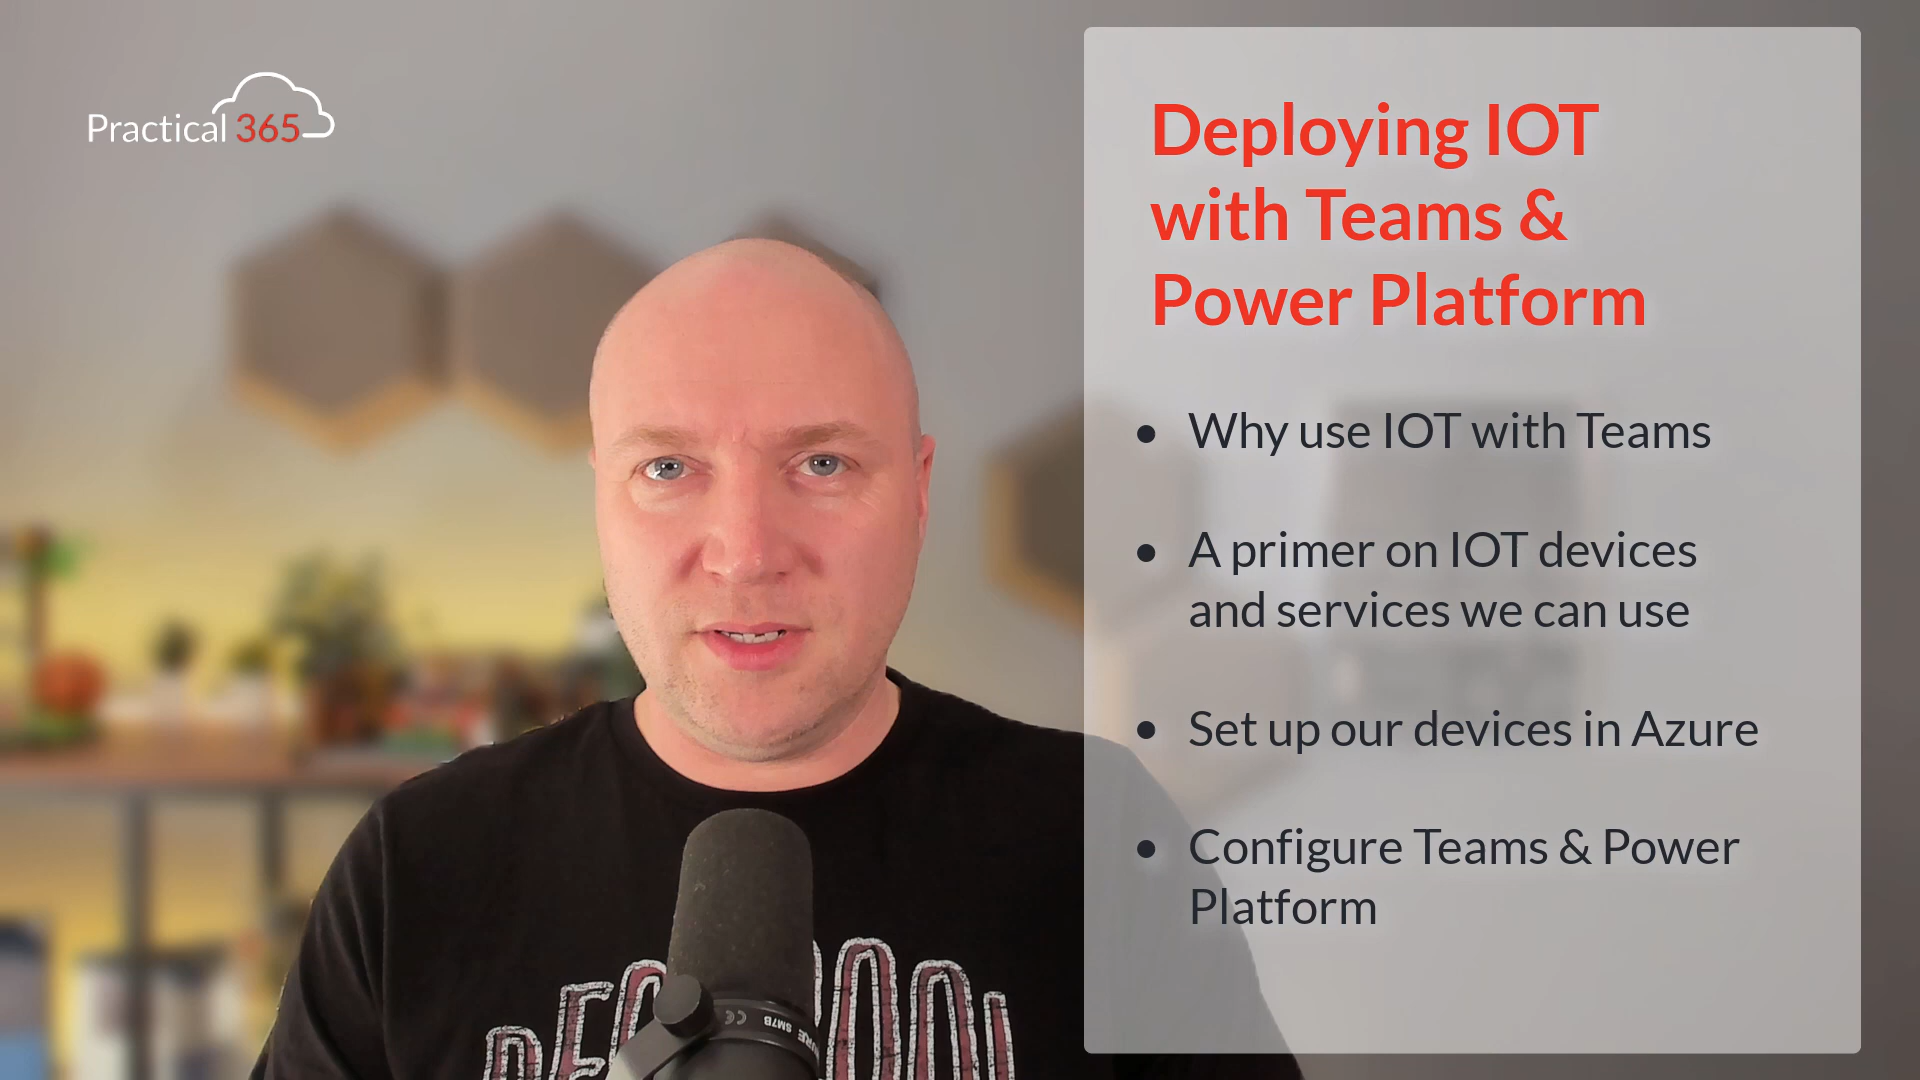 Practical 365
Deploying IOT
with Teams &
Power Platform
• Why use IOT with Teams
• A primer on IOT devices
and services we can use
• Set up our devices in Azure
• Configure Teams & Power
Platform
SM7B